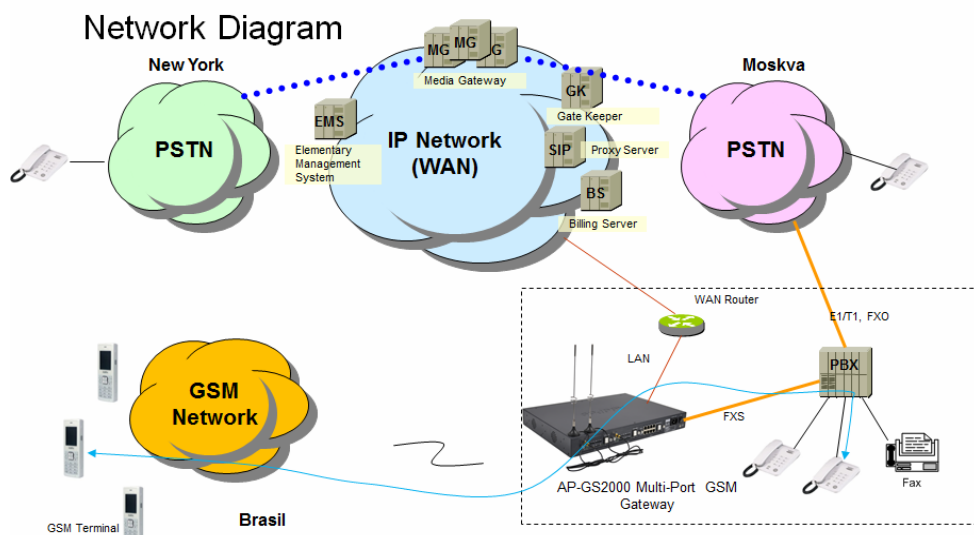 Network Diagram
New York
MG
MG
G
Media Gateway
Moskva
GK
Gate Keeper
EMS
Elementary
Management
System
PSTN
IP Network
(WAN)
SIP
Proxy Server
PSTN
BS
Billing Server
WAN Router
E1/T1, FXO
LAN
PBX
GSM
Network
FXS
AP-GS2000 Multi-Port GSM
Gateway
Fax
GSM Terminal
Brasil